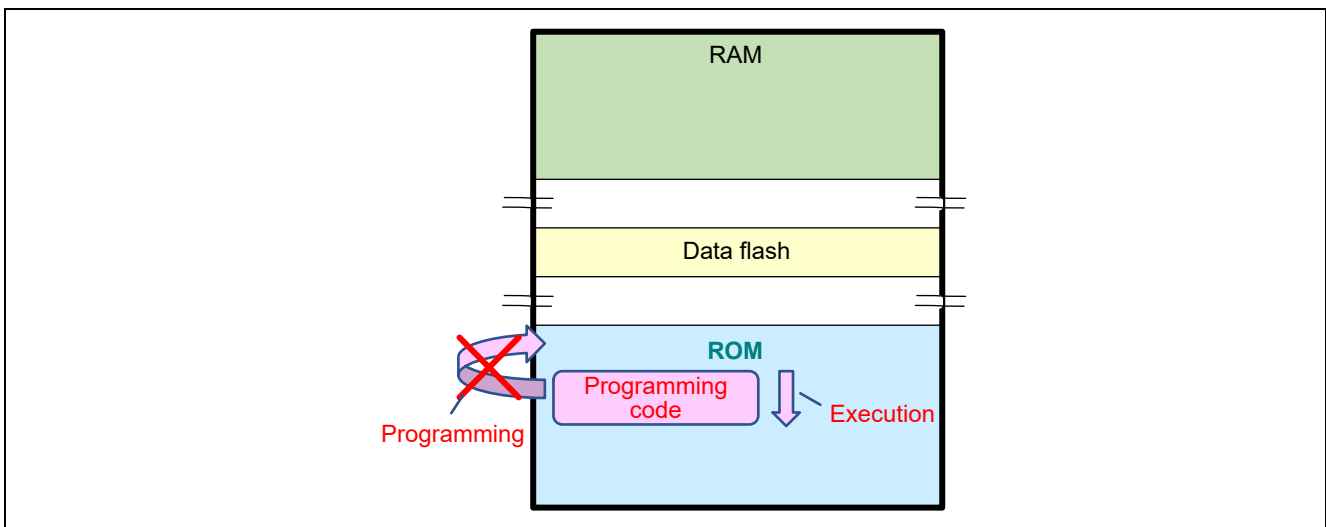 RAM
Data flash
ROM
Programming
code
Execution
Programming